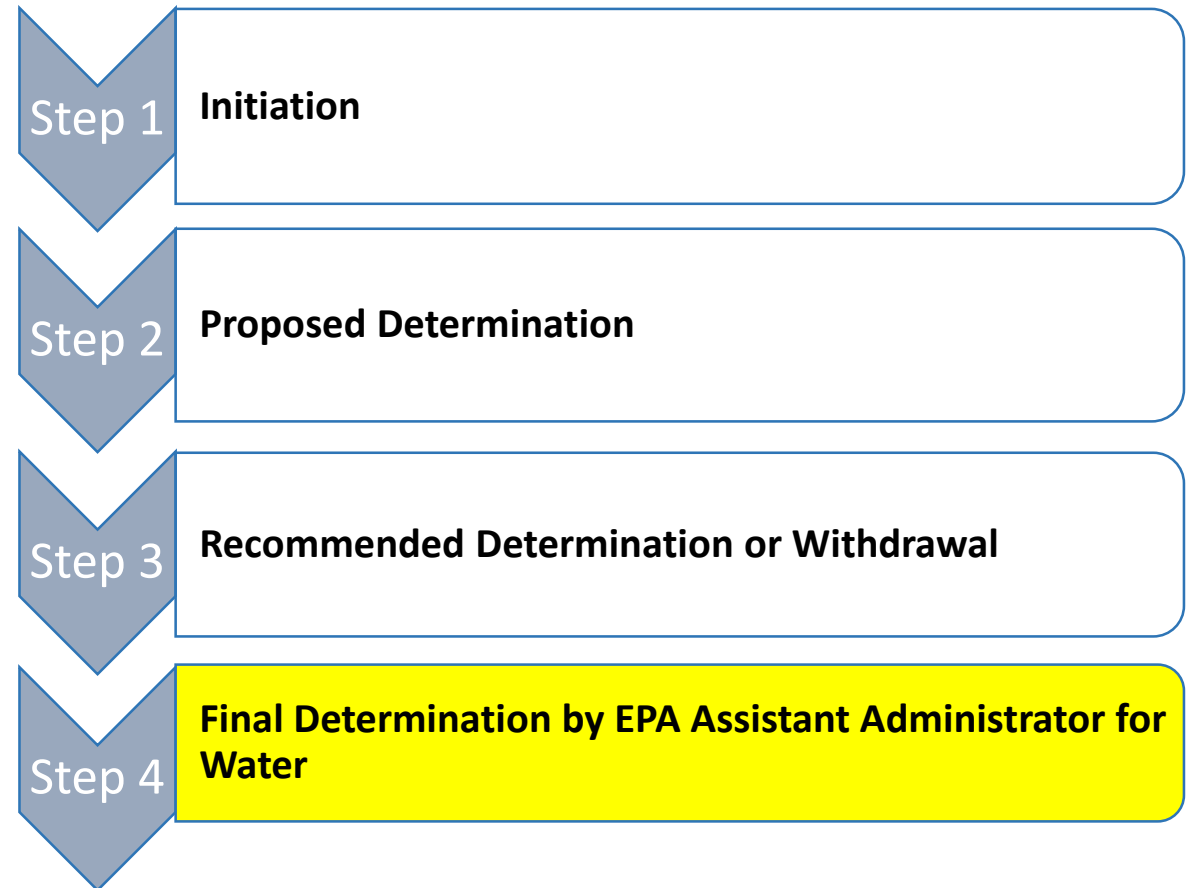 Step 1
Initiation
Step 2
Proposed Determination
Step 3
Recommended Determination or Withdrawal
Step 4
Final Determination by EPA Assistant Administrator for
Water